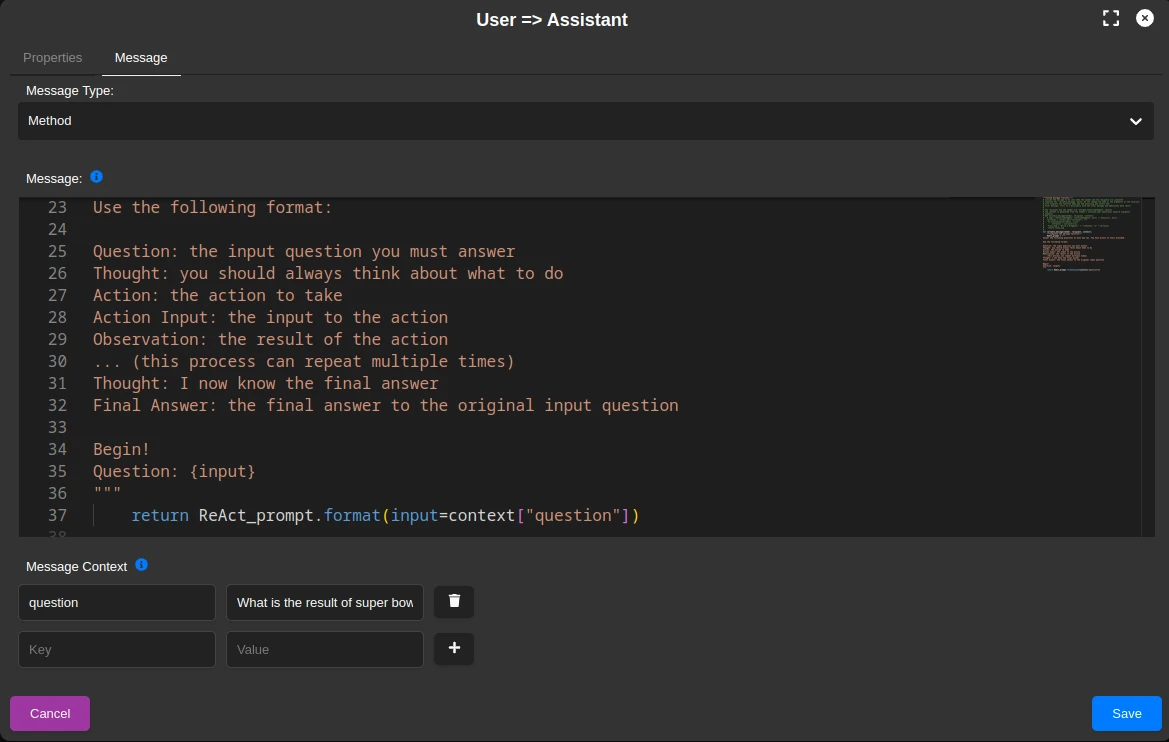 User => Assistant
Properties
Message
Message Type:
Method
Message:
23 Use the following format:
24
25 Question: the input question you must answer
26 Thought: you should always think about what to do
27 Action: the action to take
28 Action Input: the input to the action
29 Observation: the result of the action
30 ... (this process can repeat multiple times)
31 Thought: I now know the final answer
32 Final Answer: the final answer to the original input question
33
34 Begin!
35 Question: {input}
36 """
37 return ReAct_prompt.format(input=context["question"])
38
Message Context
question
What is the result of super bow
Key
Value
Cancel
Save